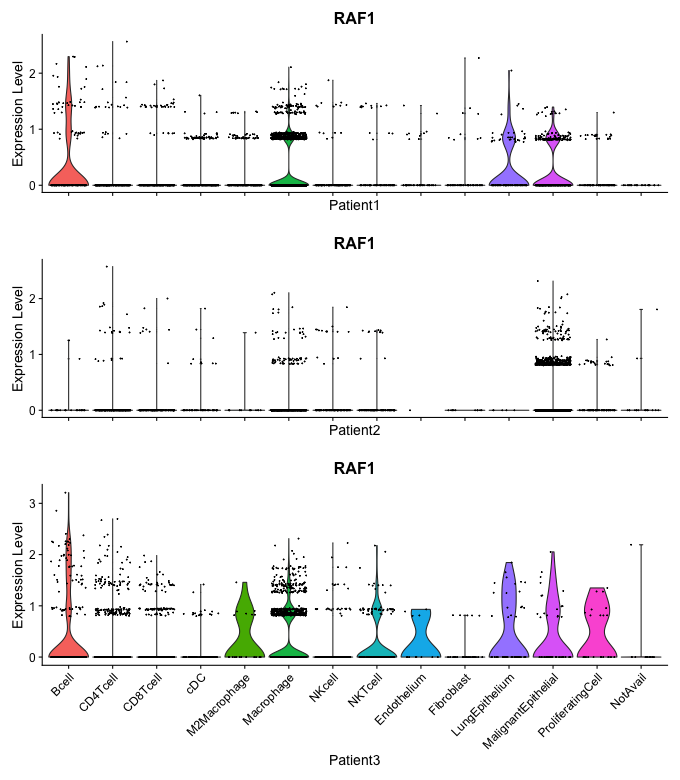 RAF1
Expression Level
2
1
0
Patient1
RAF1
Expression Level
2
1
0
Patient2
RAF1
Expression Level
3
2
1
0
Bcell
CD4Tcell
CD8Tcell
cDC
M2Macrophage
Macrophage
NKcell
NKTcell
Endothelium
Fibroblast
LungEpithelium
MalignantEpithelial
ProliferatingCell
NotAvail
Patient3